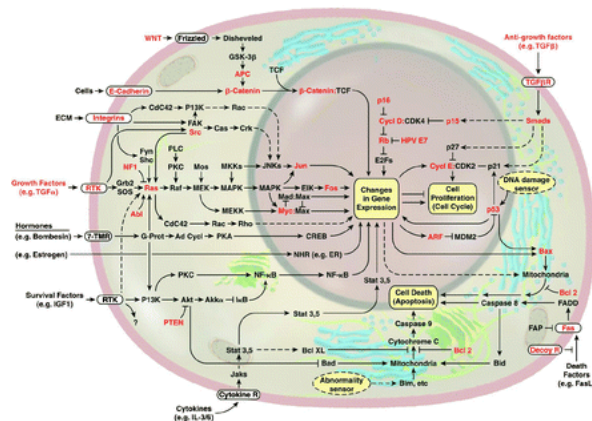 WNT Frizzled Disheveled
GSK-3β
APC
TCF
Cells E-Cadherin β-Catenin β-Catenin:TCF
Anti-growth factors
(e.g. TGFβ)
TGFβR
CdC42 P13K Rac
ECM Integrins
FAK
Src Cas Crk
p16
Cycl D:CDK4 p15 Smads
Rb HPV E7
E2Fs
p27
Cycl E:CDK2 p21
Fyn
Shc
NF1
PLC
PKC Mos MKKs JNKs Jun
Growth Factors
(e.g. TGFα)
RTK
Grb2
SOS
Ras Raf MEK MAPK MAPK ElK Fos
Mad:Max
MEKK Myc:Max
Abl
CdC42 Rac Rho
Changes
in Gene
Expression
Cell
Proliferation
(Cell Cycle)
DNA damage
sensor
p53
ARF MDM2
Hormones
(e.g. Bombesin)
7-TMR G-Prot Ad Cycl PKA CREB
(e.g. Estrogen) NHR (e.g. ER)
Bax
PKC NF-κB NF-κB
Stat 3,5
Mitochondria
Survival Factors
(e.g. IGF1)
RTK P13K Akt Akkα IκB
?
PTEN
Stat 3,5
Cell Death
(Apoptosis)
Bcl 2
Caspase 8 FADD
Caspase 9
FAP Fas
Cytochrome C
Decoy R
Stat 3,5 Bcl XL Bcl 2
Bad Mitochondria Bid
Jaks
Abnormality
sensor
Bim, etc
Death
Factors
(e.g. FasL)
Cytokine R
Cytokines
(e.g. IL-3/6)